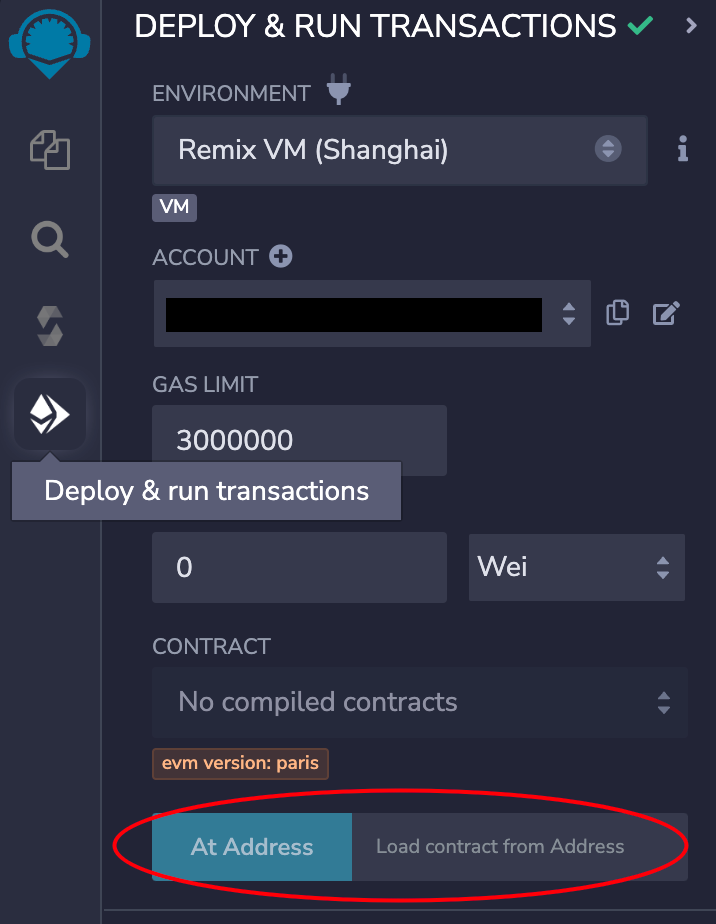 DEPLOY & RUN TRANSACTIONS
ENVIRONMENT
Remix VM (Shanghai)
VM
ACCOUNT
GAS LIMIT
3000000
Deploy & run transactions
0 Wei
CONTRACT
No compiled contracts
evm version: paris
At Address Load contract from Address